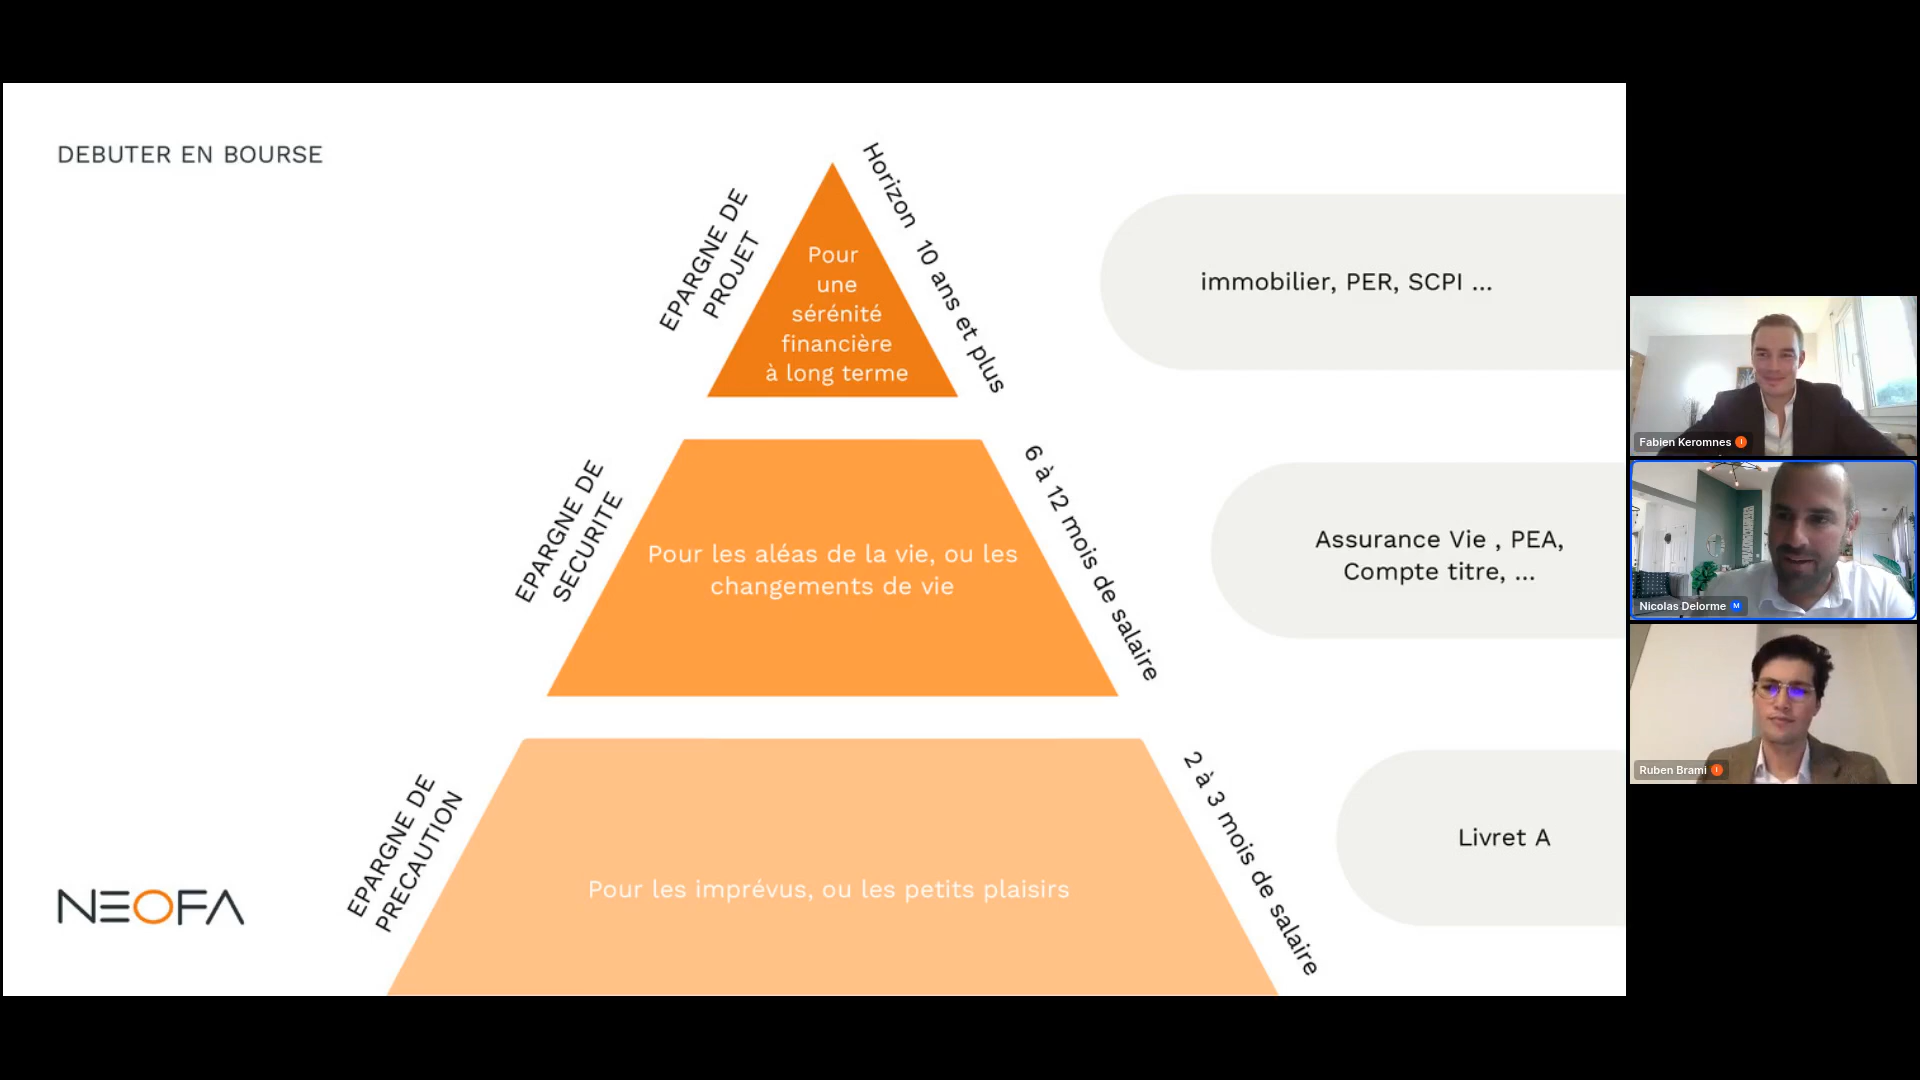 DEBUTER EN BOURSE
EPARGNE DE
PROJET
Pour
une
sérénité
financière
à long terme
Horizon 10 ans et plus
immobilier, PER, SCPI ...
EPARGNE DE
SECURITE
Pour les aléas de la vie, ou les
changements de vie
6 à 12 mois de salaire
Assurance Vie , PEA,
Compte titre, ...
EPARGNE DE
PRECAUTION
Pour les imprévus, ou les petits plaisirs
2 à 3 mois de salaire
Livret A
NEOFA
Fabien Keromnes I
Nicolas Delorme M
Ruben Brami I